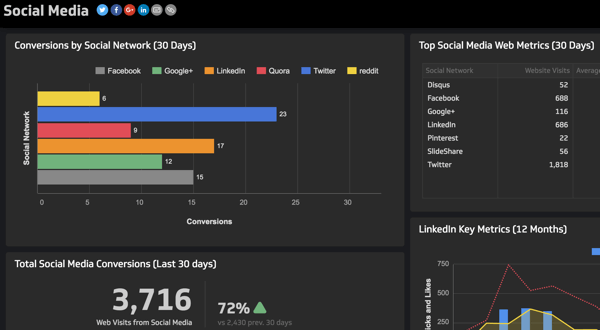 Social Media
Conversions by Social Network (30 Days)
Facebook Google+ LinkedIn Quora Twitter reddit
Social Network
6
23
9
17
12
15
0 5 10 15 20 25 30
Conversions
Top Social Media Web Metrics (30 Days)
Social Network Website Visits Average
Disqus 52
Facebook 688
Google+ 116
LinkedIn 686
Pinterest 22
SlideShare 56
Twitter 1,818
Total Social Media Conversions (Last 30 days)
3,716
Web Visits from Social Media
72%
vs 2,430 prev. 30 days
LinkedIn Key Metrics (12 Months)
icks and Likes
750
500
250